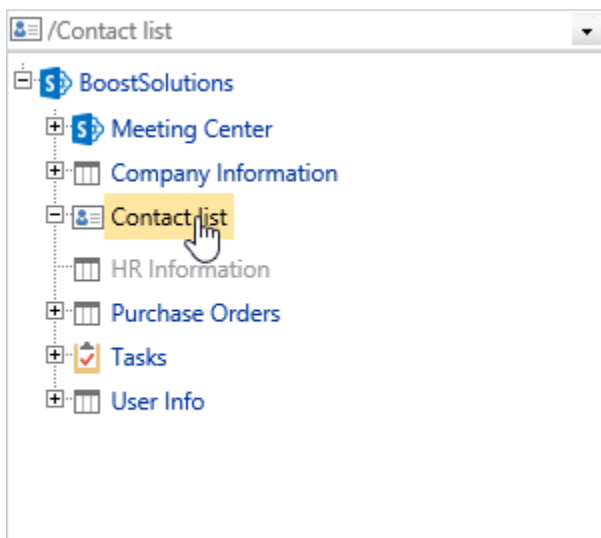 /Contact list
BoostSolutions
Meeting Center
Company Information
Contact list
HR Information
Purchase Orders
Tasks
User Info